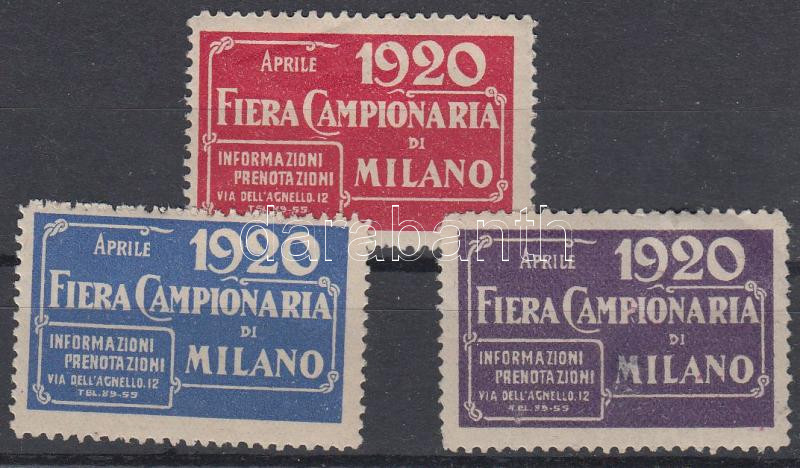 APRILE 1920
FIERA CAMPIONARIA
DI
MILANO
INFORMAZIONI
PRENOTAZIONI
VIA DELL'AGNELLO.12
TEL.89-55
APRILE 1920
FIERA CAMPIONARIA
DI
MILANO
INFORMAZIONI
PRENOTAZIONI
VIA DELL'AGNELLO.12
TEL.89-55
APRILE 1920
FIERA CAMPIONARIA
DI
MILANO
INFORMAZIONI
PRENOTAZIONI
VIA DELL'AGNELLO.12
TEL.89-55
darabanth